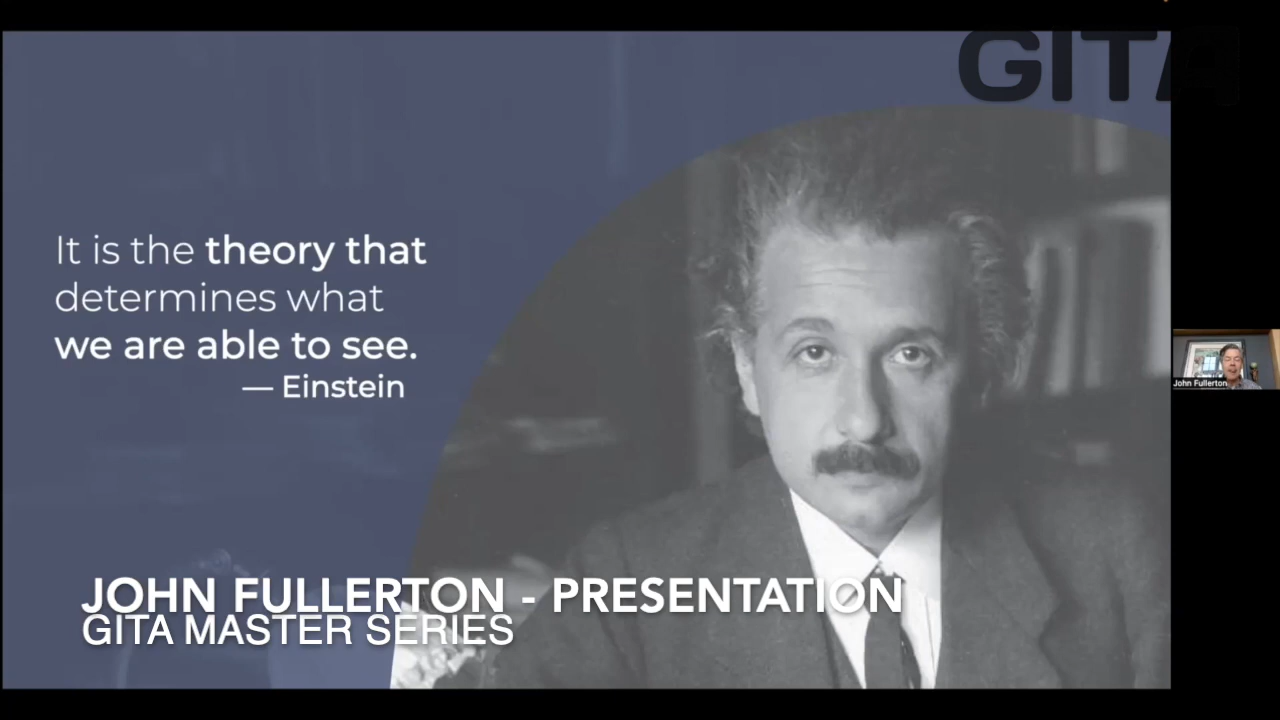 GITA
It is the theory that
determines what
we are able to see.
— Einstein
John Fullerton
JOHN FULLERTON - PRESENTATION
GITA MASTER SERIES